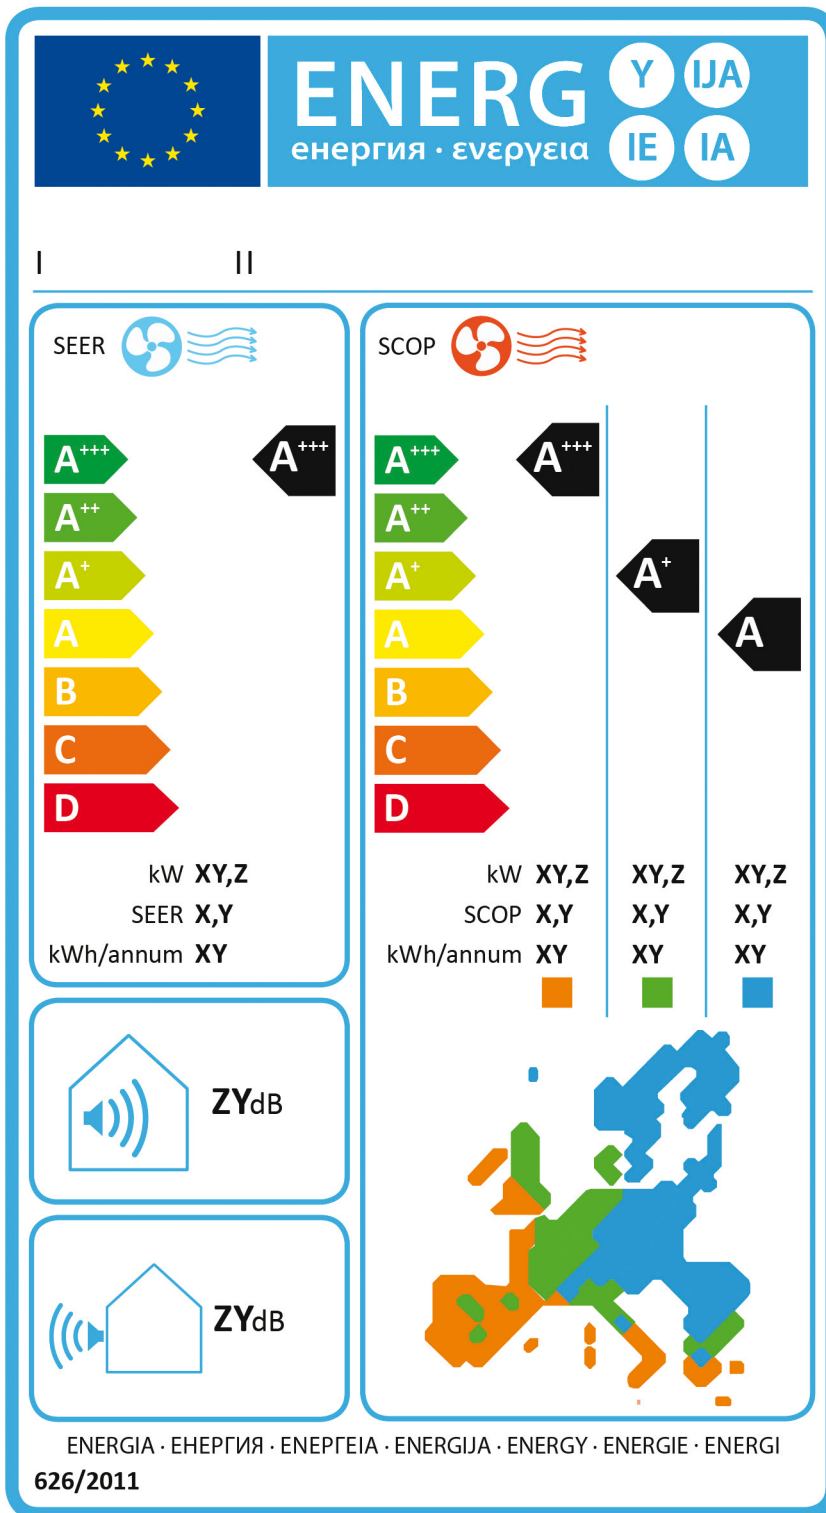 ENERG Y IJA
енергия · ενεργεια IE IA
I II
SEER
A+++ A+++
A++
A+
A
B
C
D
kW XY,Z
SEER X,Y
kWh/annum XY
SCOP
A+++ A+++
A++
A+ A+
A A
B
C
D
kW XY,Z XY,Z XY,Z
SCOP X,Y X,Y X,Y
kWh/annum XY XY XY
ZYdB
ZYdB
ENERGIA · ЕНЕРГИЯ · ΕΝΕΡΓΕΙΑ · ENERGIJA · ENERGY · ENERGIE · ENERGI
626/2011